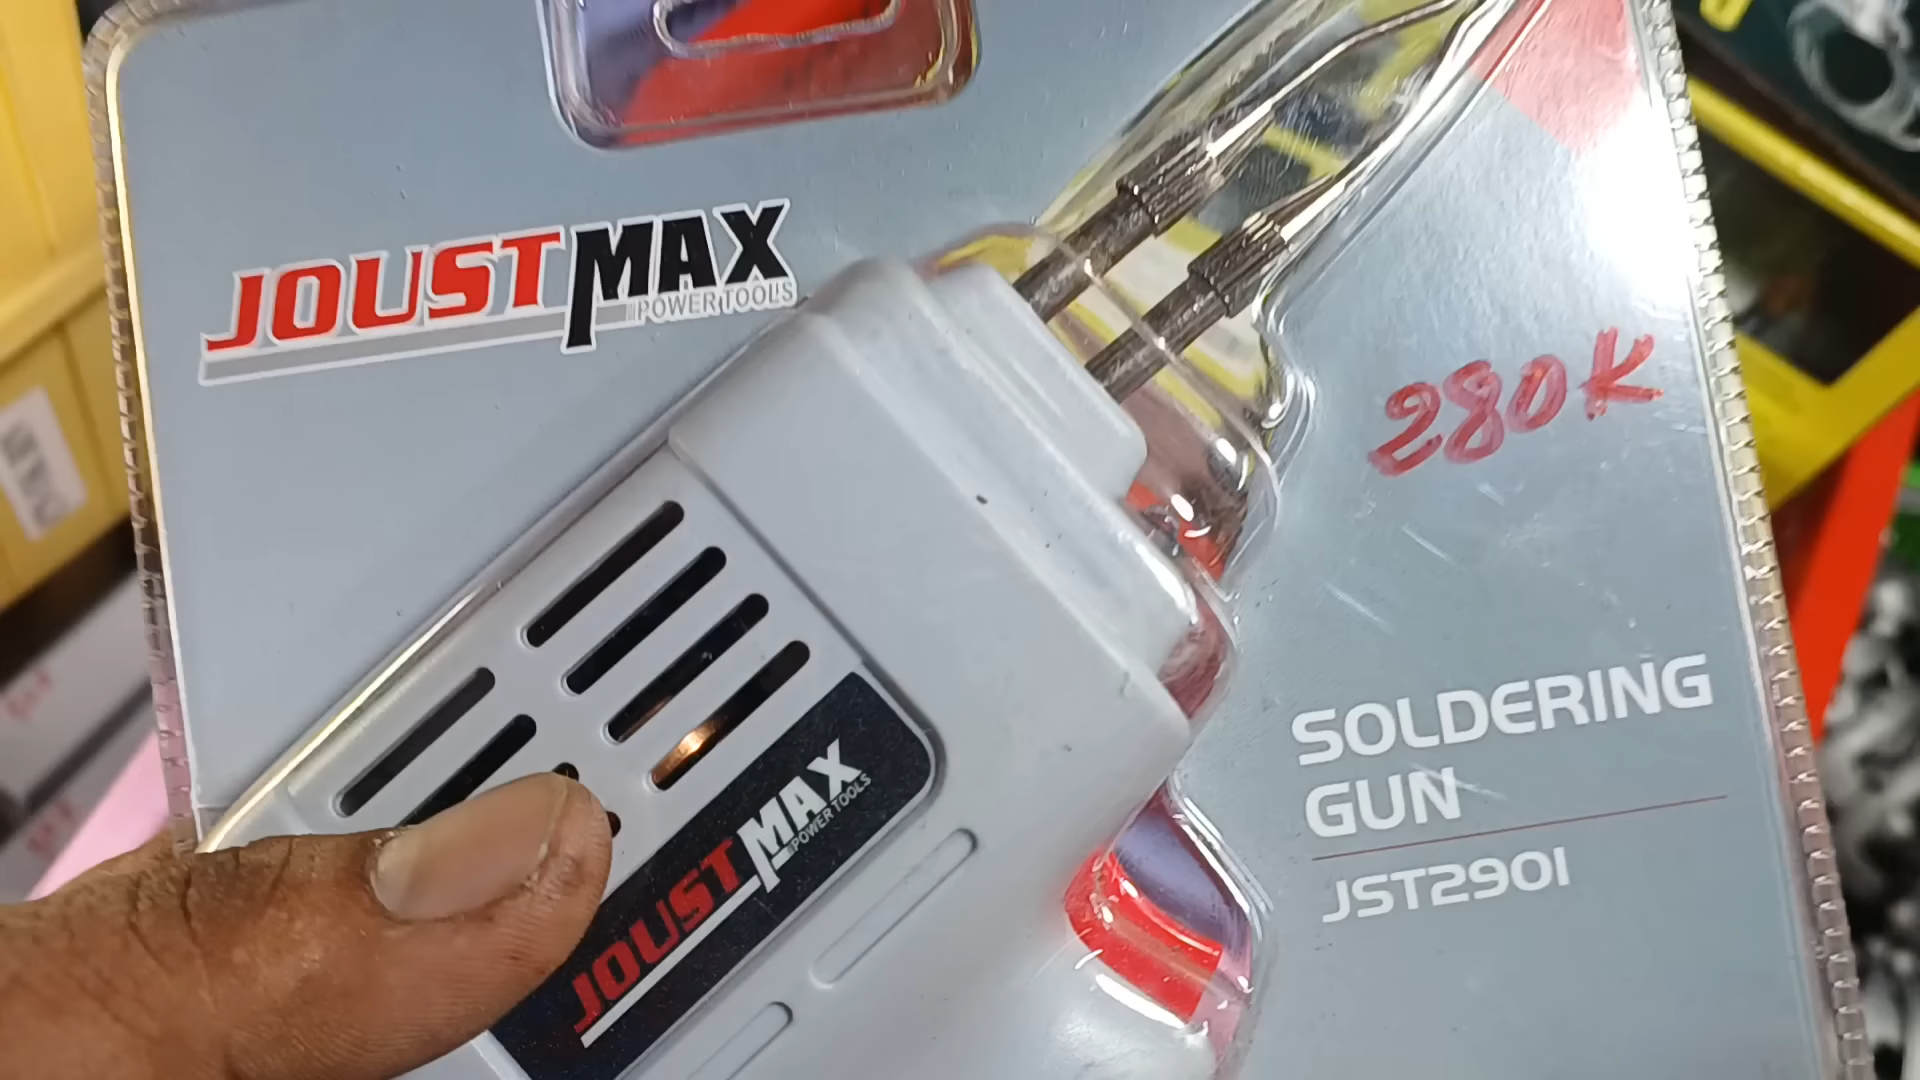 JOUSTMAX
POWER TOOLS
280K
SOLDERING
GUN
JST2901
JOUSTMAX
POWER TOOLS